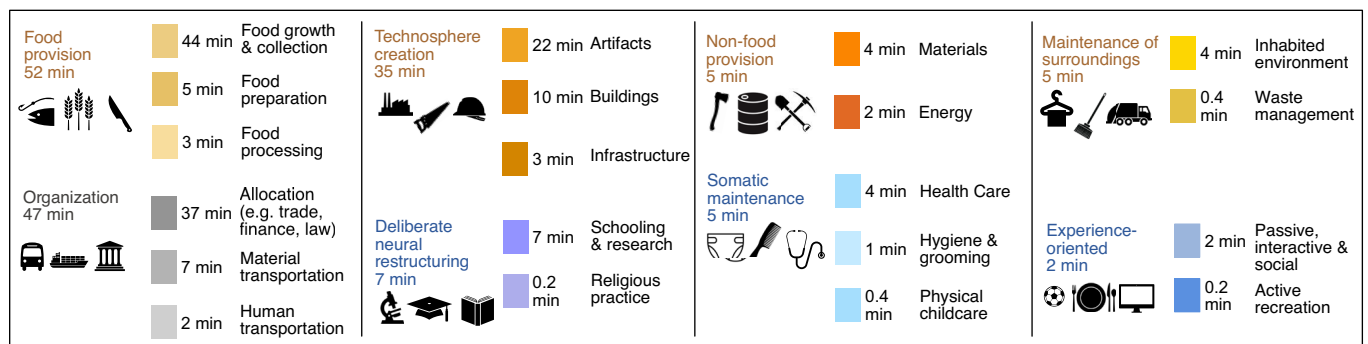 Food
provision
52 min
44 min Food growth
& collection
5 min Food
preparation
3 min Food
processing
Organization
47 min
37 min Allocation
(e.g. trade,
finance, law)
7 min Material
transportation
2 min Human
transportation
Technosphere
creation
35 min
22 min Artifacts
10 min Buildings
3 min Infrastructure
Deliberate
neural
restructuring
7 min
7 min Schooling
& research
0.2
min Religious
practice
Non-food
provision
5 min
4 min Materials
2 min Energy
Somatic
maintenance
5 min
4 min Health Care
1 min Hygiene &
grooming
0.4
min Physical
childcare
Maintenance of
surroundings
5 min
4 min Inhabited
environment
0.4
min Waste
management
Experience-
oriented
2 min
2 min Passive,
interactive &
social
0.2
min Active
recreation